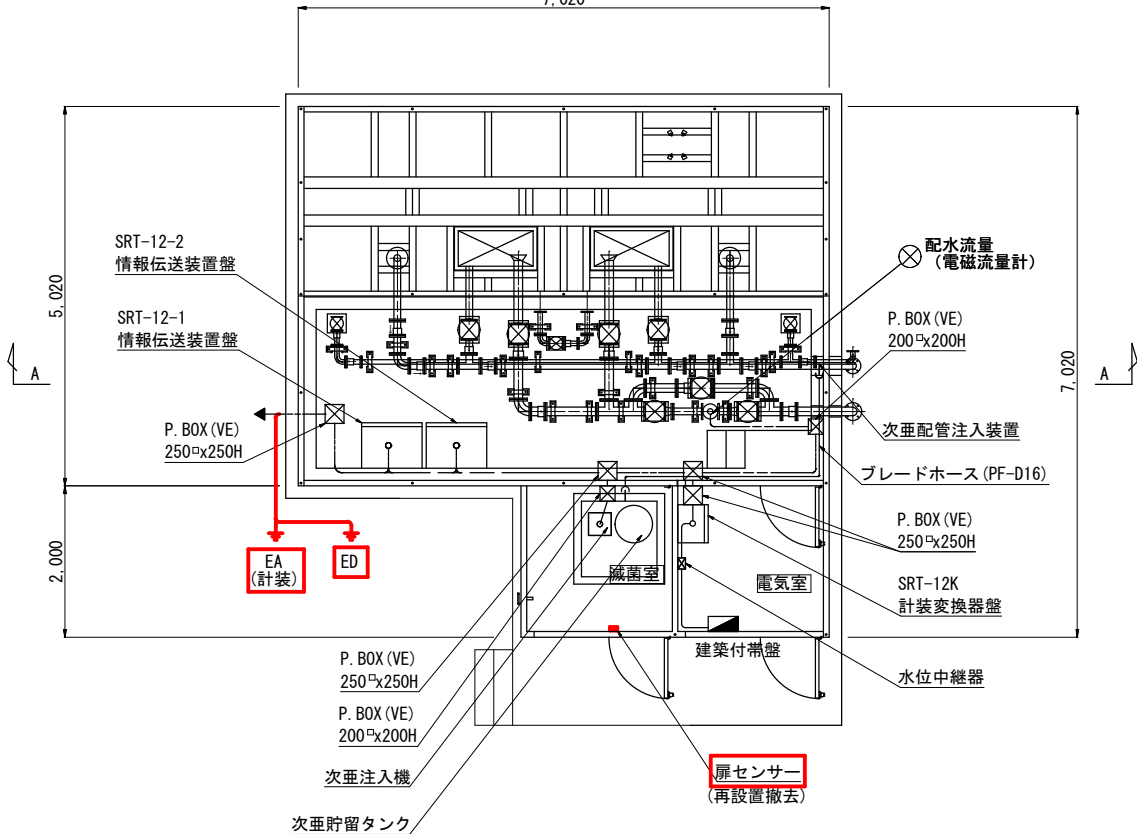 7,020
SRT-12-2
情報伝送装置盤
配水流量
(電磁流量計)
SRT-12-1
情報伝送装置盤
P.BOX(VE)
200□x200H
5,020
7,020
A
A
P.BOX(VE)
250□x250H
次亜配管注入装置
ブレードホース(PF-D16)
P.BOX(VE)
250□x250H
2,000
EA
(計装)
ED
滅菌室
電気室
SRT-12K
計装変換器盤
建築付帯盤
P.BOX(VE)
250□x250H
水位中継器
P.BOX(VE)
200□x200H
次亜注入機
扉センサー
(再設置撤去)
次亜貯留タンク